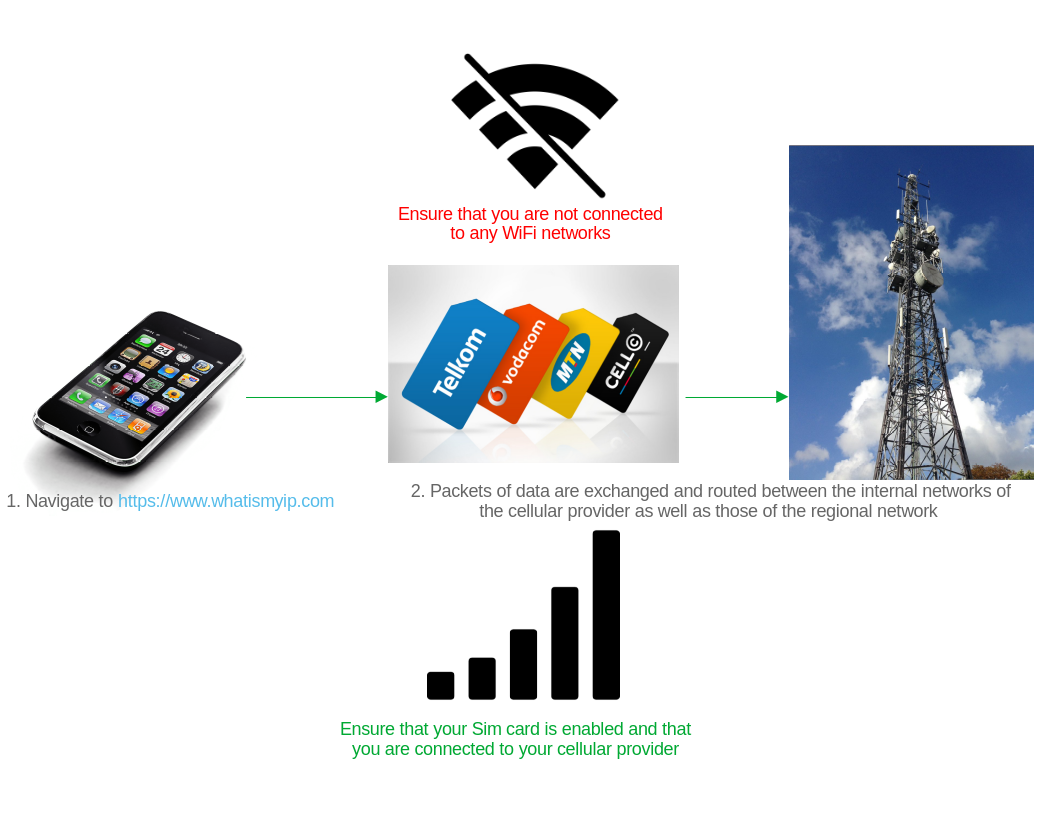 Ensure that you are not connected
to any WiFi networks
Telkom
vodacom
MTN
CELL C
24
1. Navigate to https://www.whatismyip.com
2. Packets of data are exchanged and routed between the internal networks of
the cellular provider as well as those of the regional network
Ensure that your Sim card is enabled and that
you are connected to your cellular provider